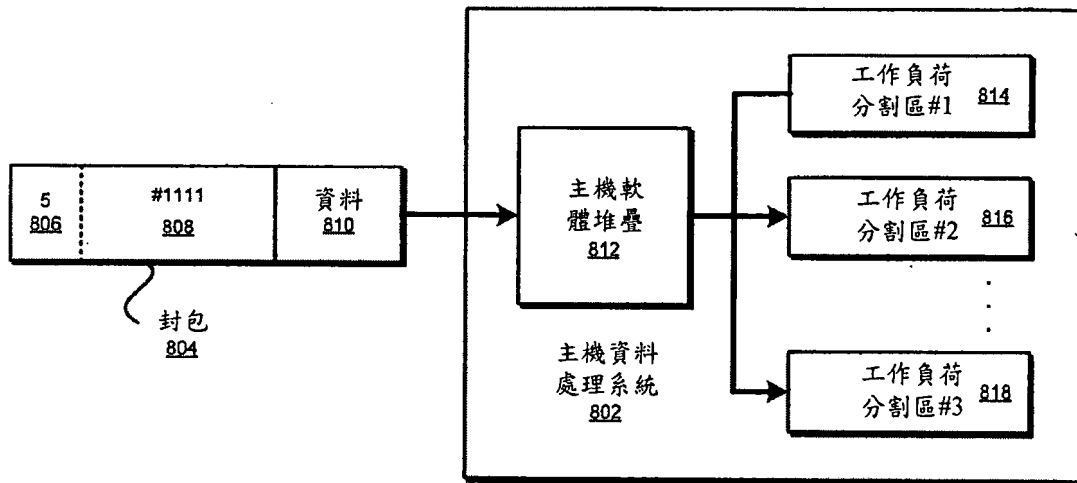 5
806
#1111
808
資料
810
封包
804
主機軟
體堆疊
812
主機資料
處理系統
802
工作負荷
分割區#1
814
工作負荷
分割區#2
816
工作負荷
分割區#3
818